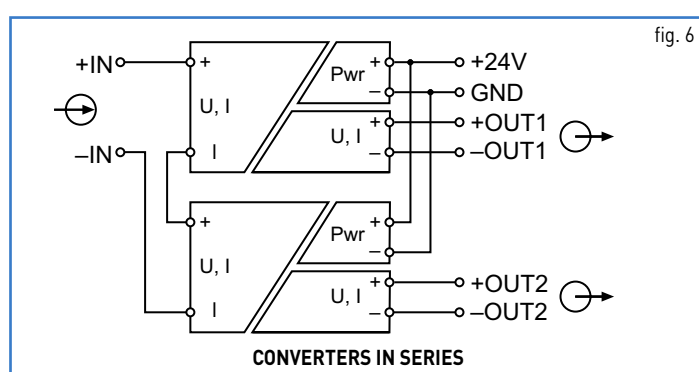 fig. 6
+IN
+
U, I
I
–IN
Pwr
+
–
+24V
GND
U, I
+
–
+OUT1
–OUT1
+
U, I
I
Pwr
+
–
U, I
+
–
+OUT2
–OUT2
CONVERTERS IN SERIES